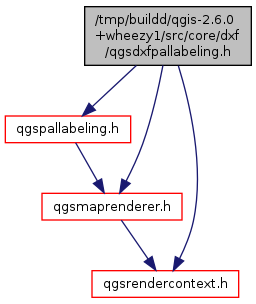 /tmp/buildd/qgis-2.6.0
+wheezy1/src/core/dxf
/qgsdxfpallabeling.h
qgspallabeling.h
qgsmaprenderer.h
qgsrendercontext.h